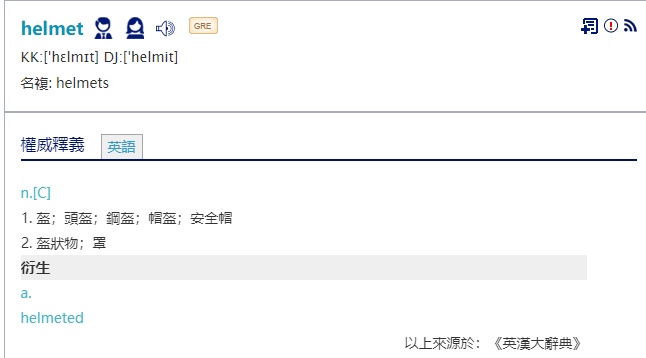 helmet GRE
KK:[ˈhɛlmɪt] DJ:[ˈhelmit]
名複: helmets
權威釋義 英語
n.[C]
1. 盔；頭盔；鋼盔；帽盔；安全帽
2. 盔狀物；罩
衍生
a.
helmeted
以上來源於：《英漢大辭典》